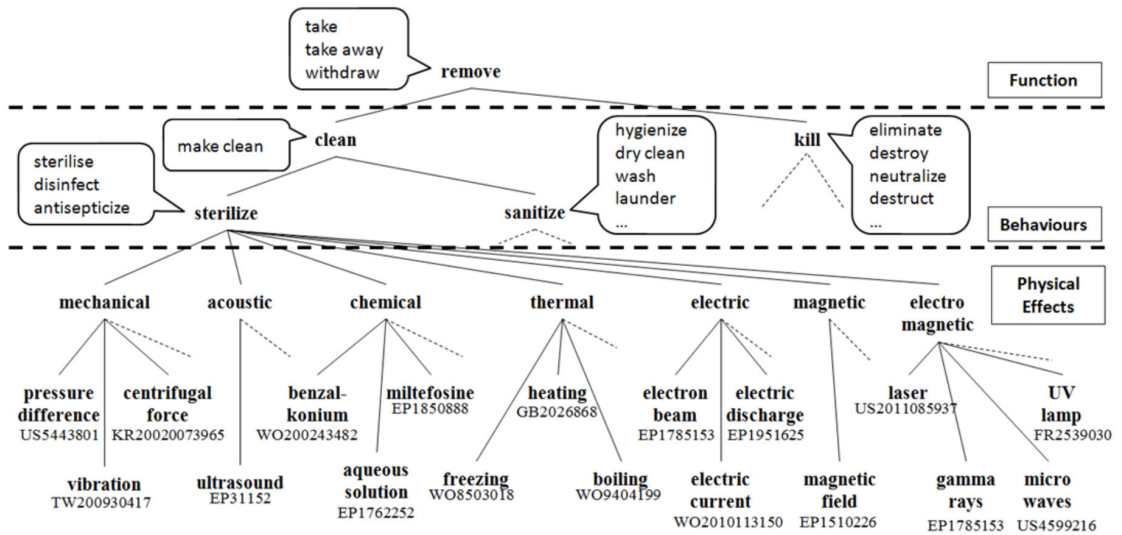 take
take away
withdraw
remove
Function
make clean
clean
hygienize
dry clean
wash
launder
...
kill
eliminate
destroy
neutralize
destruct
...
sterilise
disinfect
antisepticize
sterilize
sanitize
Behaviours
mechanical
acoustic
chemical
thermal
electric
magnetic
electro
magnetic
Physical
Effects
pressure
difference
US5443801
centrifugal
force
KR20020073965
benzal-
konium
WO200243482
miltefosine
EP1850888
heating
GB2026868
electron
beam
EP1785153
electric
discharge
EP1951625
laser
US2011085937
UV
lamp
FR2539030
vibration
TW200930417
ultrasound
EP31152
aqueous
solution
EP1762252
freezing
WO8503018
boiling
WO9404199
electric
current
WO2010113150
magnetic
field
EP1510226
gamma
rays
EP1785153
micro
waves
US4599216